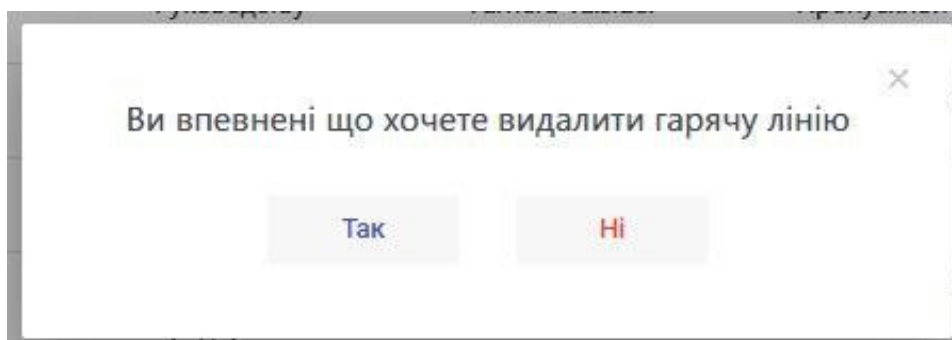 Ви впевнені що хочете видалити гарячу лінію
Так
Ні